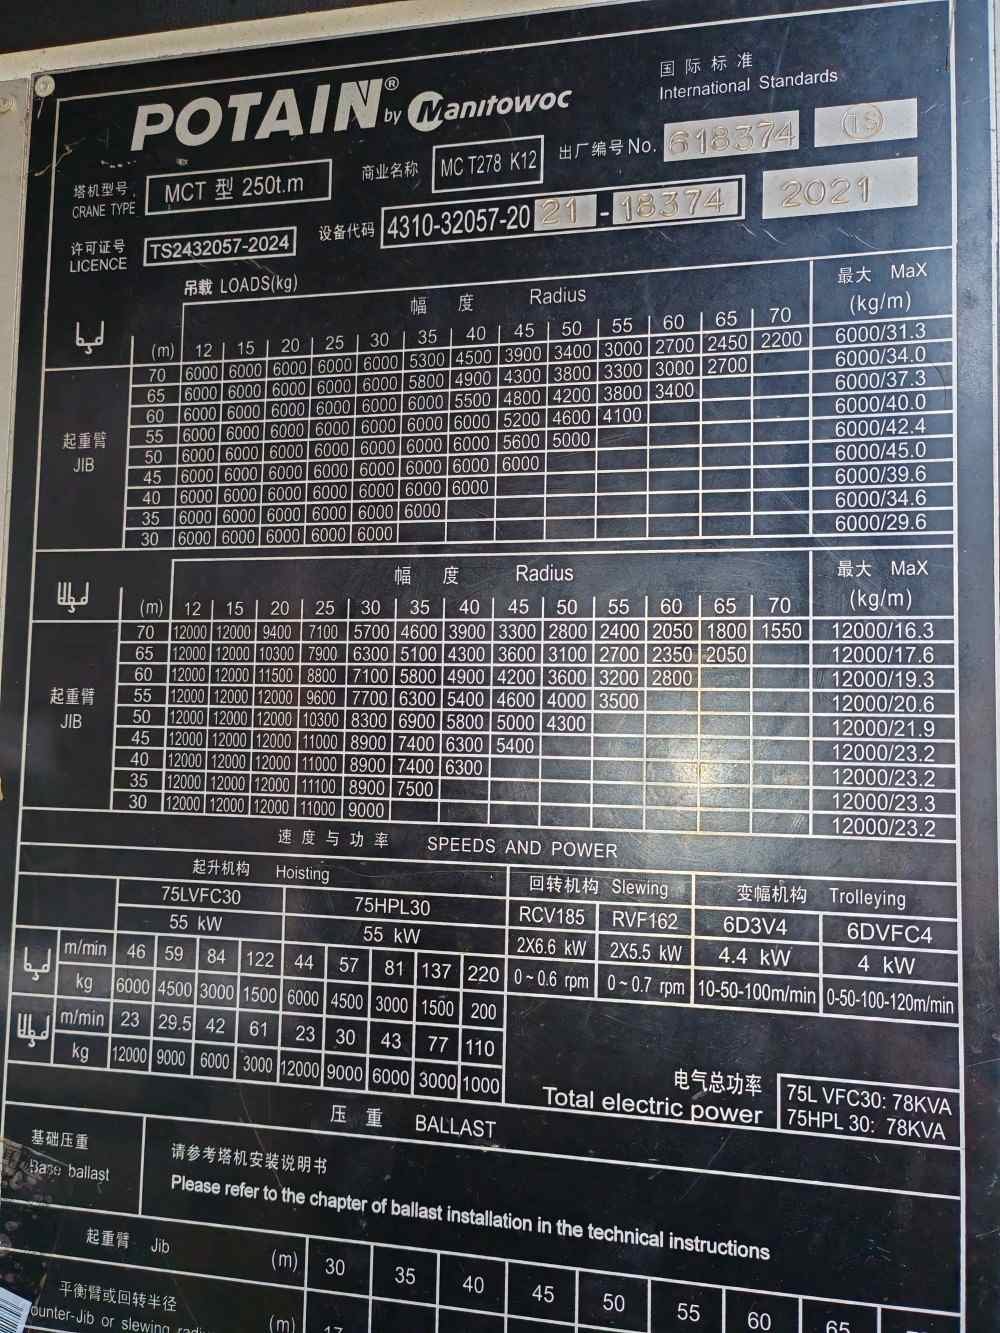 POTAIN® by Manitowoc
国际标准
International Standards
塔机型号
CRANE TYPE
MCT 型 250t.m
商业名称 MC T278 K12
出厂编号No. 618374 TS
许可证号
LICENCE
TS2432057-2024
设备代码 4310-32057-20 21 - 18374 2021
吊载 LOADS(kg)
幅 度 Radius
最大 MaX
(kg/m)
(m) 12 15 20 25 30 35 40 45 50 55 60 65 70
起重臂
JIB
70 6000 6000 6000 6000 6000 5300 4500 3900 3400 3000 2700 2450 2200 6000/31.3
65 6000 6000 6000 6000 6000 5800 4900 4300 3800 3300 3000 2700 6000/34.0
60 6000 6000 6000 6000 6000 6000 5500 4800 4200 3800 3400 6000/37.3
55 6000 6000 6000 6000 6000 6000 6000 5200 4600 4100 6000/40.0
50 6000 6000 6000 6000 6000 6000 6000 5600 5000 6000/42.4
45 6000 6000 6000 6000 6000 6000 6000 6000 6000/45.0
40 6000 6000 6000 6000 6000 6000 6000 6000/39.6
35 6000 6000 6000 6000 6000 6000 6000/34.6
30 6000 6000 6000 6000 6000 6000/29.6
幅 度 Radius
最大 MaX
(kg/m)
(m) 12 15 20 25 30 35 40 45 50 55 60 65 70
起重臂
JIB
70 12000 12000 9400 7100 5700 4600 3900 3300 2800 2400 2050 1800 1550 12000/16.3
65 12000 12000 10300 7900 6300 5100 4300 3600 3100 2700 2350 2050 12000/17.6
60 12000 12000 11500 8800 7100 5800 4900 4200 3600 3200 2800 12000/19.3
55 12000 12000 12000 9600 7700 6300 5400 4600 4000 3500 12000/20.6
50 12000 12000 12000 10300 8300 6900 5800 5000 4300 12000/21.9
45 12000 12000 12000 11000 8900 7400 6300 5400 12000/23.2
40 12000 12000 12000 11000 8900 7400 6300 12000/23.2
35 12000 12000 12000 11100 8900 7500 12000/23.3
30 12000 12000 12000 11000 9000 12000/23.2
速度与功率 SPEEDS AND POWER
起升机构 Hoisting
回转机构 Slewing
变幅机构 Trolleying
75LVFC30 75HPL30 RCV185 RVF162 6D3V4 6DVFC4
55 kW 55 kW 2X6.6 kW 2X5.5 kW 4.4 kW 4 kW
m/min 46 59 84 122 44 57 81 137 220 0~0.6 rpm 0~0.7 rpm 10-50-100m/min 0-50-100-120m/min
kg 6000 4500 3000 1500 6000 4500 3000 1500 200
m/min 23 29.5 42 61 23 30 43 77 110
kg 12000 9000 6000 3000 12000 9000 6000 3000 1000
电气总功率
Total electric power
75L VFC30: 78KVA
75HPL 30: 78KVA
压 重 BALLAST
基础压重
Base ballast
请参考塔机安装说明书
Please refer to the chapter of ballast installation in the technical instructions
起重臂 Jib (m) 30 35 40 45 50 55 60 65
平衡臂或回转半径
ounter-Jib or slewing (m) 17